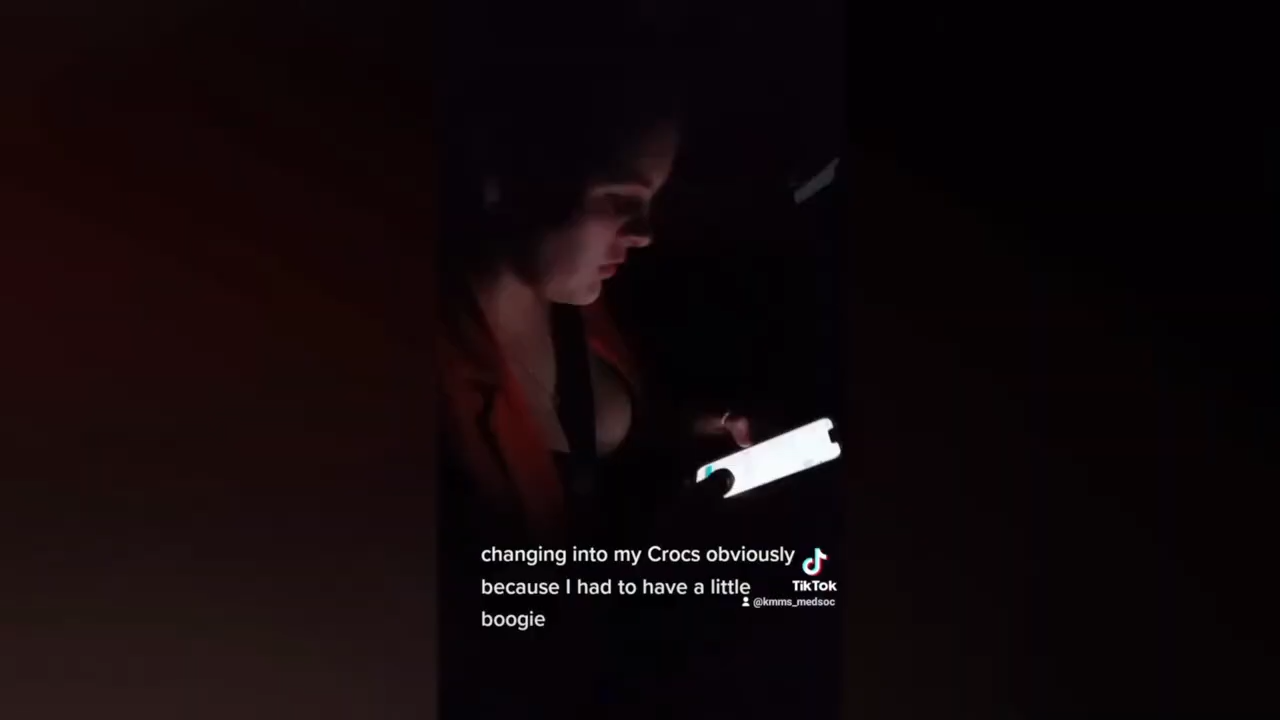 changing into my Crocs obviously
because I had to have a little
boogie
TikTok
@kmms_medsoc